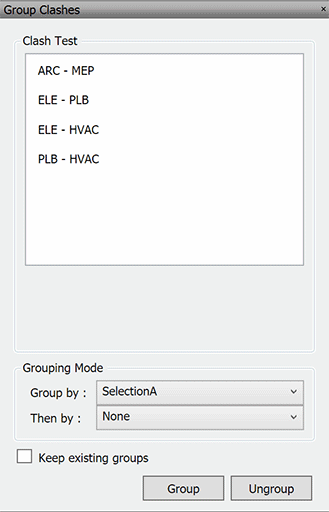 Group Clashes
Clash Test
ARC - MEP
ELE - PLB
ELE - HVAC
PLB - HVAC
Grouping Mode
Group by : SelectionA
Then by : None
Keep existing groups
Group Ungroup